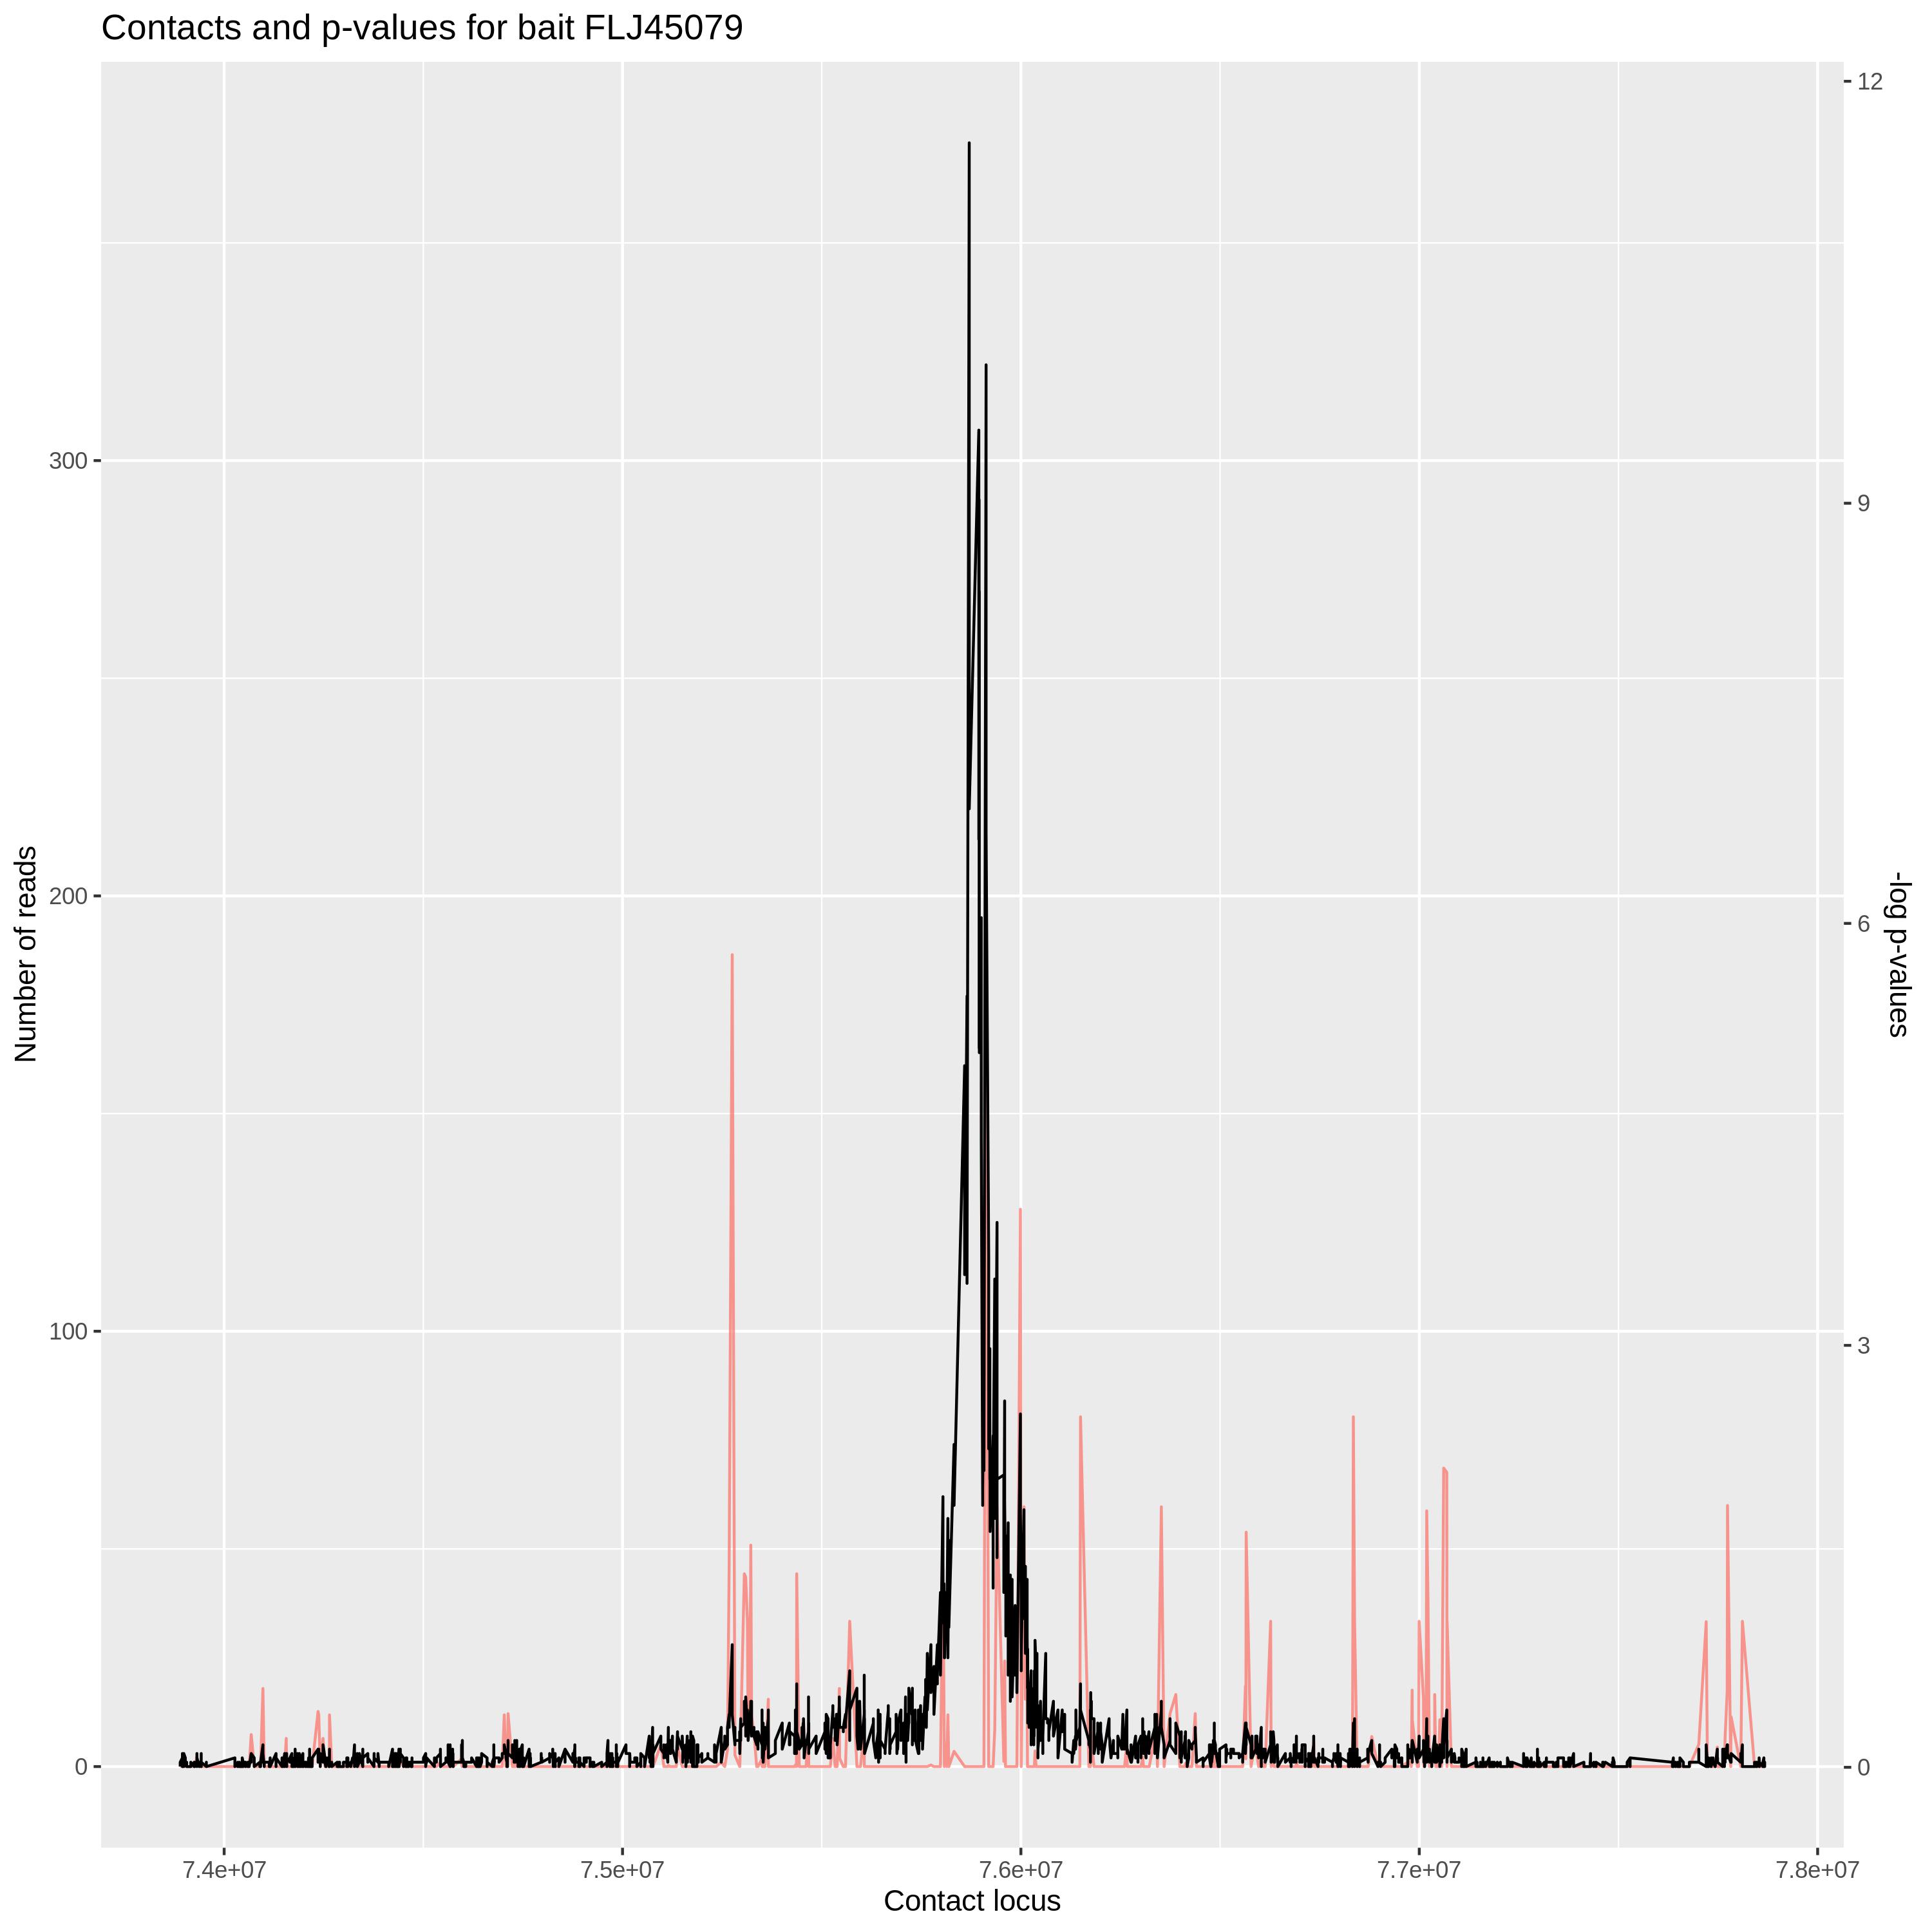 Contacts and p-values for bait FLJ45079
12
9
6
3
0
300
200
100
0
Number of reads
-log p-values
7.4e+07 7.5e+07 7.6e+07 7.7e+07 7.8e+07
Contact locus